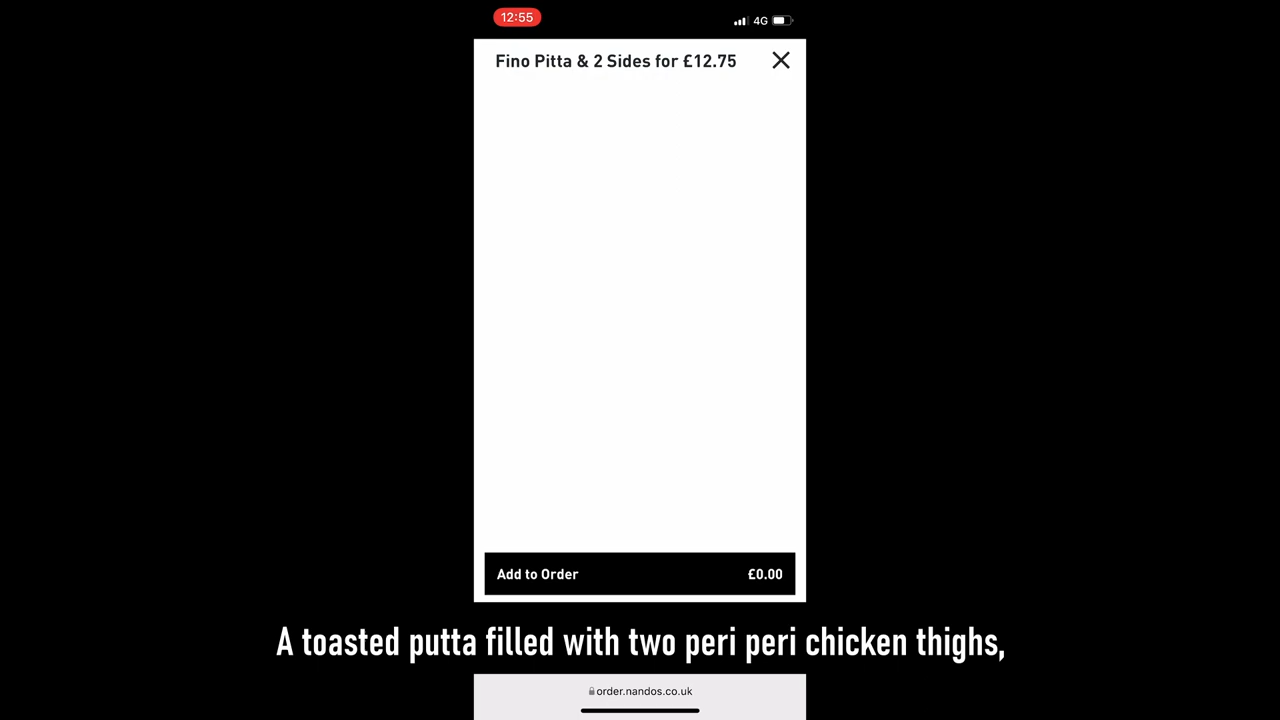 12:55
4G
Fino Pitta & 2 Sides for £12.75
Add to Order £0.00
A toasted putta filled with two peri peri chicken thighs,
order.nandos.co.uk